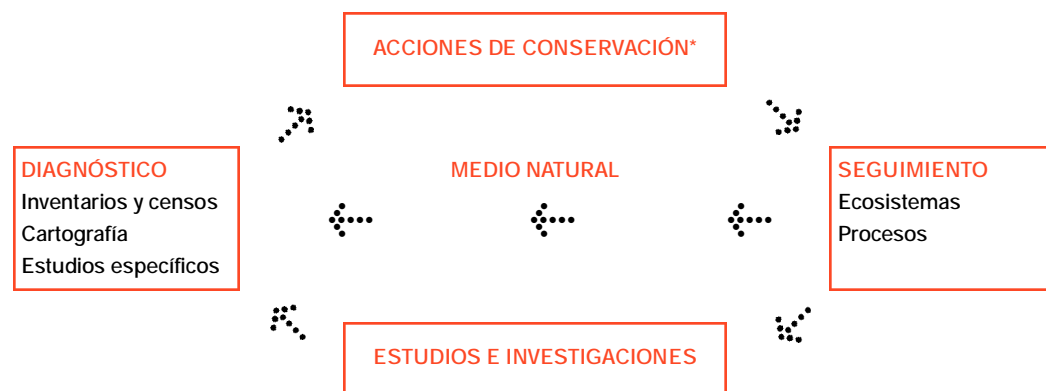 ACCIONES DE CONSERVACIÓN*
DIAGNÓSTICO
Inventarios y censos
Cartografía
Estudios específicos
MEDIO NATURAL
SEGUIMIENTO
Ecosistemas
Procesos
ESTUDIOS E INVESTIGACIONES